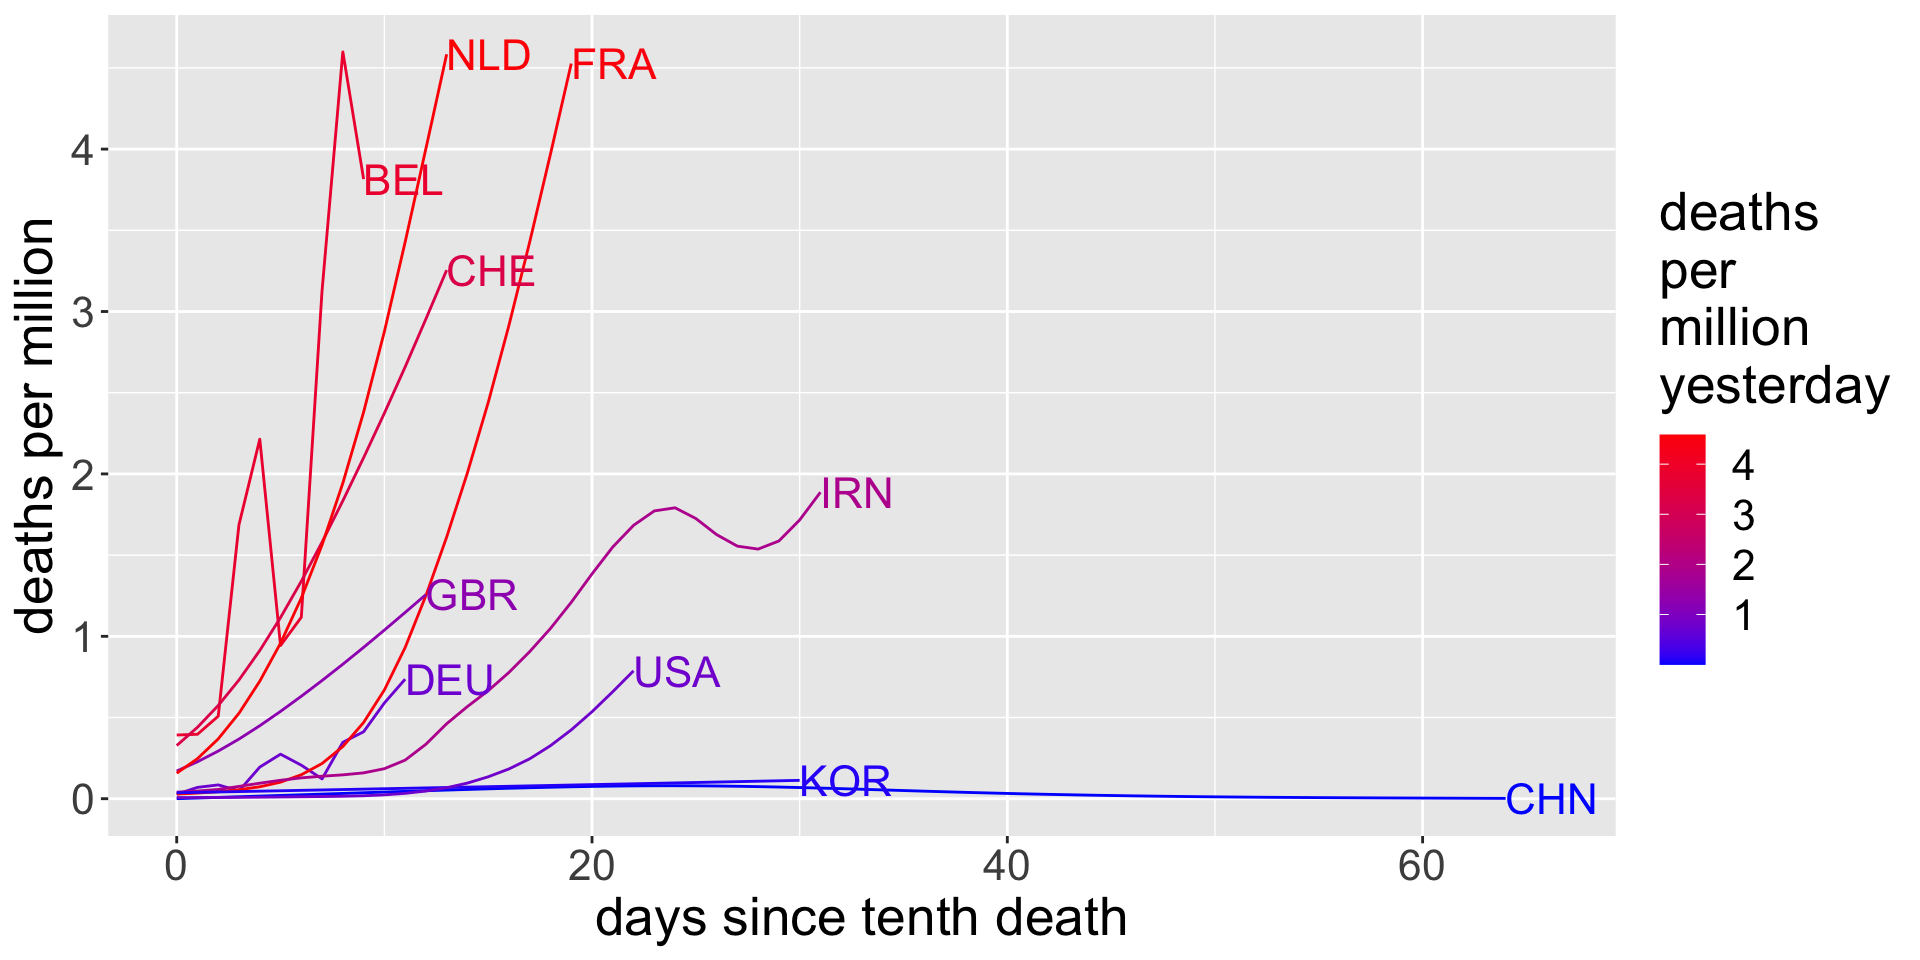 NLD
FRA
BEL
CHE
IRN
GBR
DEU
USA
KOR
CHN
4
3
2
1
0
0
20
40
60
days since tenth death
deaths per million
deaths
per
million
yesterday
4
3
2
1